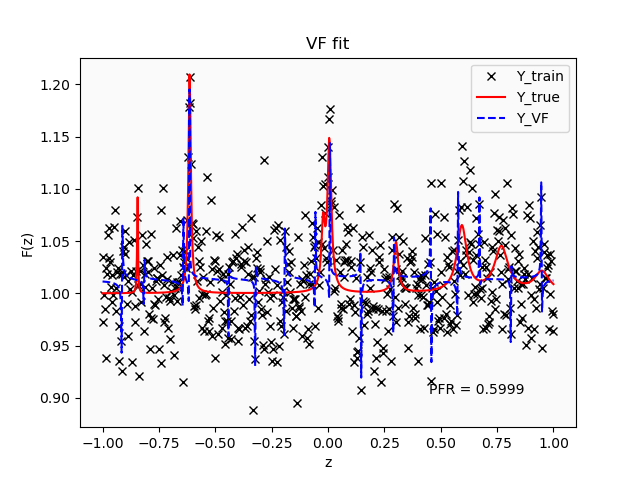 VF fit
Y_train
Y_true
Y_VF
F(z)
1.20
1.15
1.10
1.05
1.00
0.95
0.90
PFR = 0.5999
−1.00 −0.75 −0.50 −0.25 0.00 0.25 0.50 0.75 1.00
z